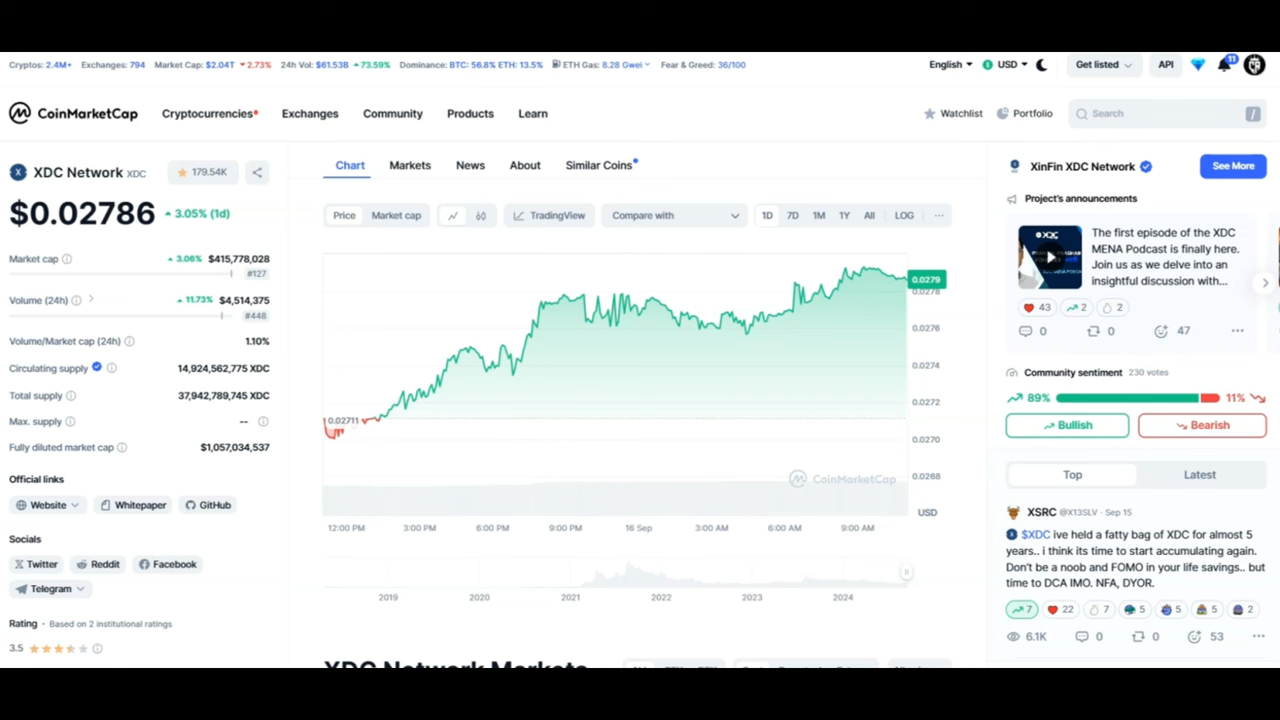 Cryptos: 2.4M+ Exchanges: 794 Market Cap: $2.04T 2.73% 24h Vol: $61.53B 73.59% Dominance: BTC: 56.8% ETH: 13.5% ETH Gas: 8.28 Gwei Fear & Greed: 36/100
English USD Get listed API 11
CoinMarketCap Cryptocurrencies Exchanges Community Products Learn Watchlist Portfolio Search /
XDC Network XDC 179.54K
$0.02786 3.05% (1d)
Market cap 3.06% $415,778,028
#127
Volume (24h) 11.73% $4,514,375
#448
Volume/Market cap (24h) 1.10%
Circulating supply 14,924,562,775 XDC
Total supply 37,942,789,745 XDC
Max. supply --
Fully diluted market cap $1,057,034,537
Official links
Website Whitepaper GitHub
Socials
Twitter Reddit Facebook
Telegram
Rating · Based on 2 institutional ratings
3.5
Chart Markets News About Similar Coins
Price Market cap TradingView Compare with 1D 7D 1M 1Y All LOG ...
0.0279
0.0278
0.0276
0.0274
0.0272
0.02711
0.0270
0.0268
CoinMarketCap
USD
12:00 PM 3:00 PM 6:00 PM 9:00 PM 16 Sep 3:00 AM 6:00 AM 9:00 AM
2019 2020 2021 2022 2023 2024
XDC Network Markets
XinFin XDC Network See More
Project's announcements
XDC
The first episode of the XDC
MENA Podcast is finally here.
Join us as we delve into an
insightful discussion with...
43 2 2
0 0 47 ...
Community sentiment 230 votes
89% 11%
Bullish Bearish
Top Latest
XSRC @X13SLV · Sep 15
$XDC ive held a fatty bag of XDC for almost 5
years.. i think its time to start accumulating again.
Don't be a noob and FOMO in your life savings.. but
time to DCA IMO. NFA, DYOR.
7 22 7 5 5 5 2
6.1K 0 0 53 ...